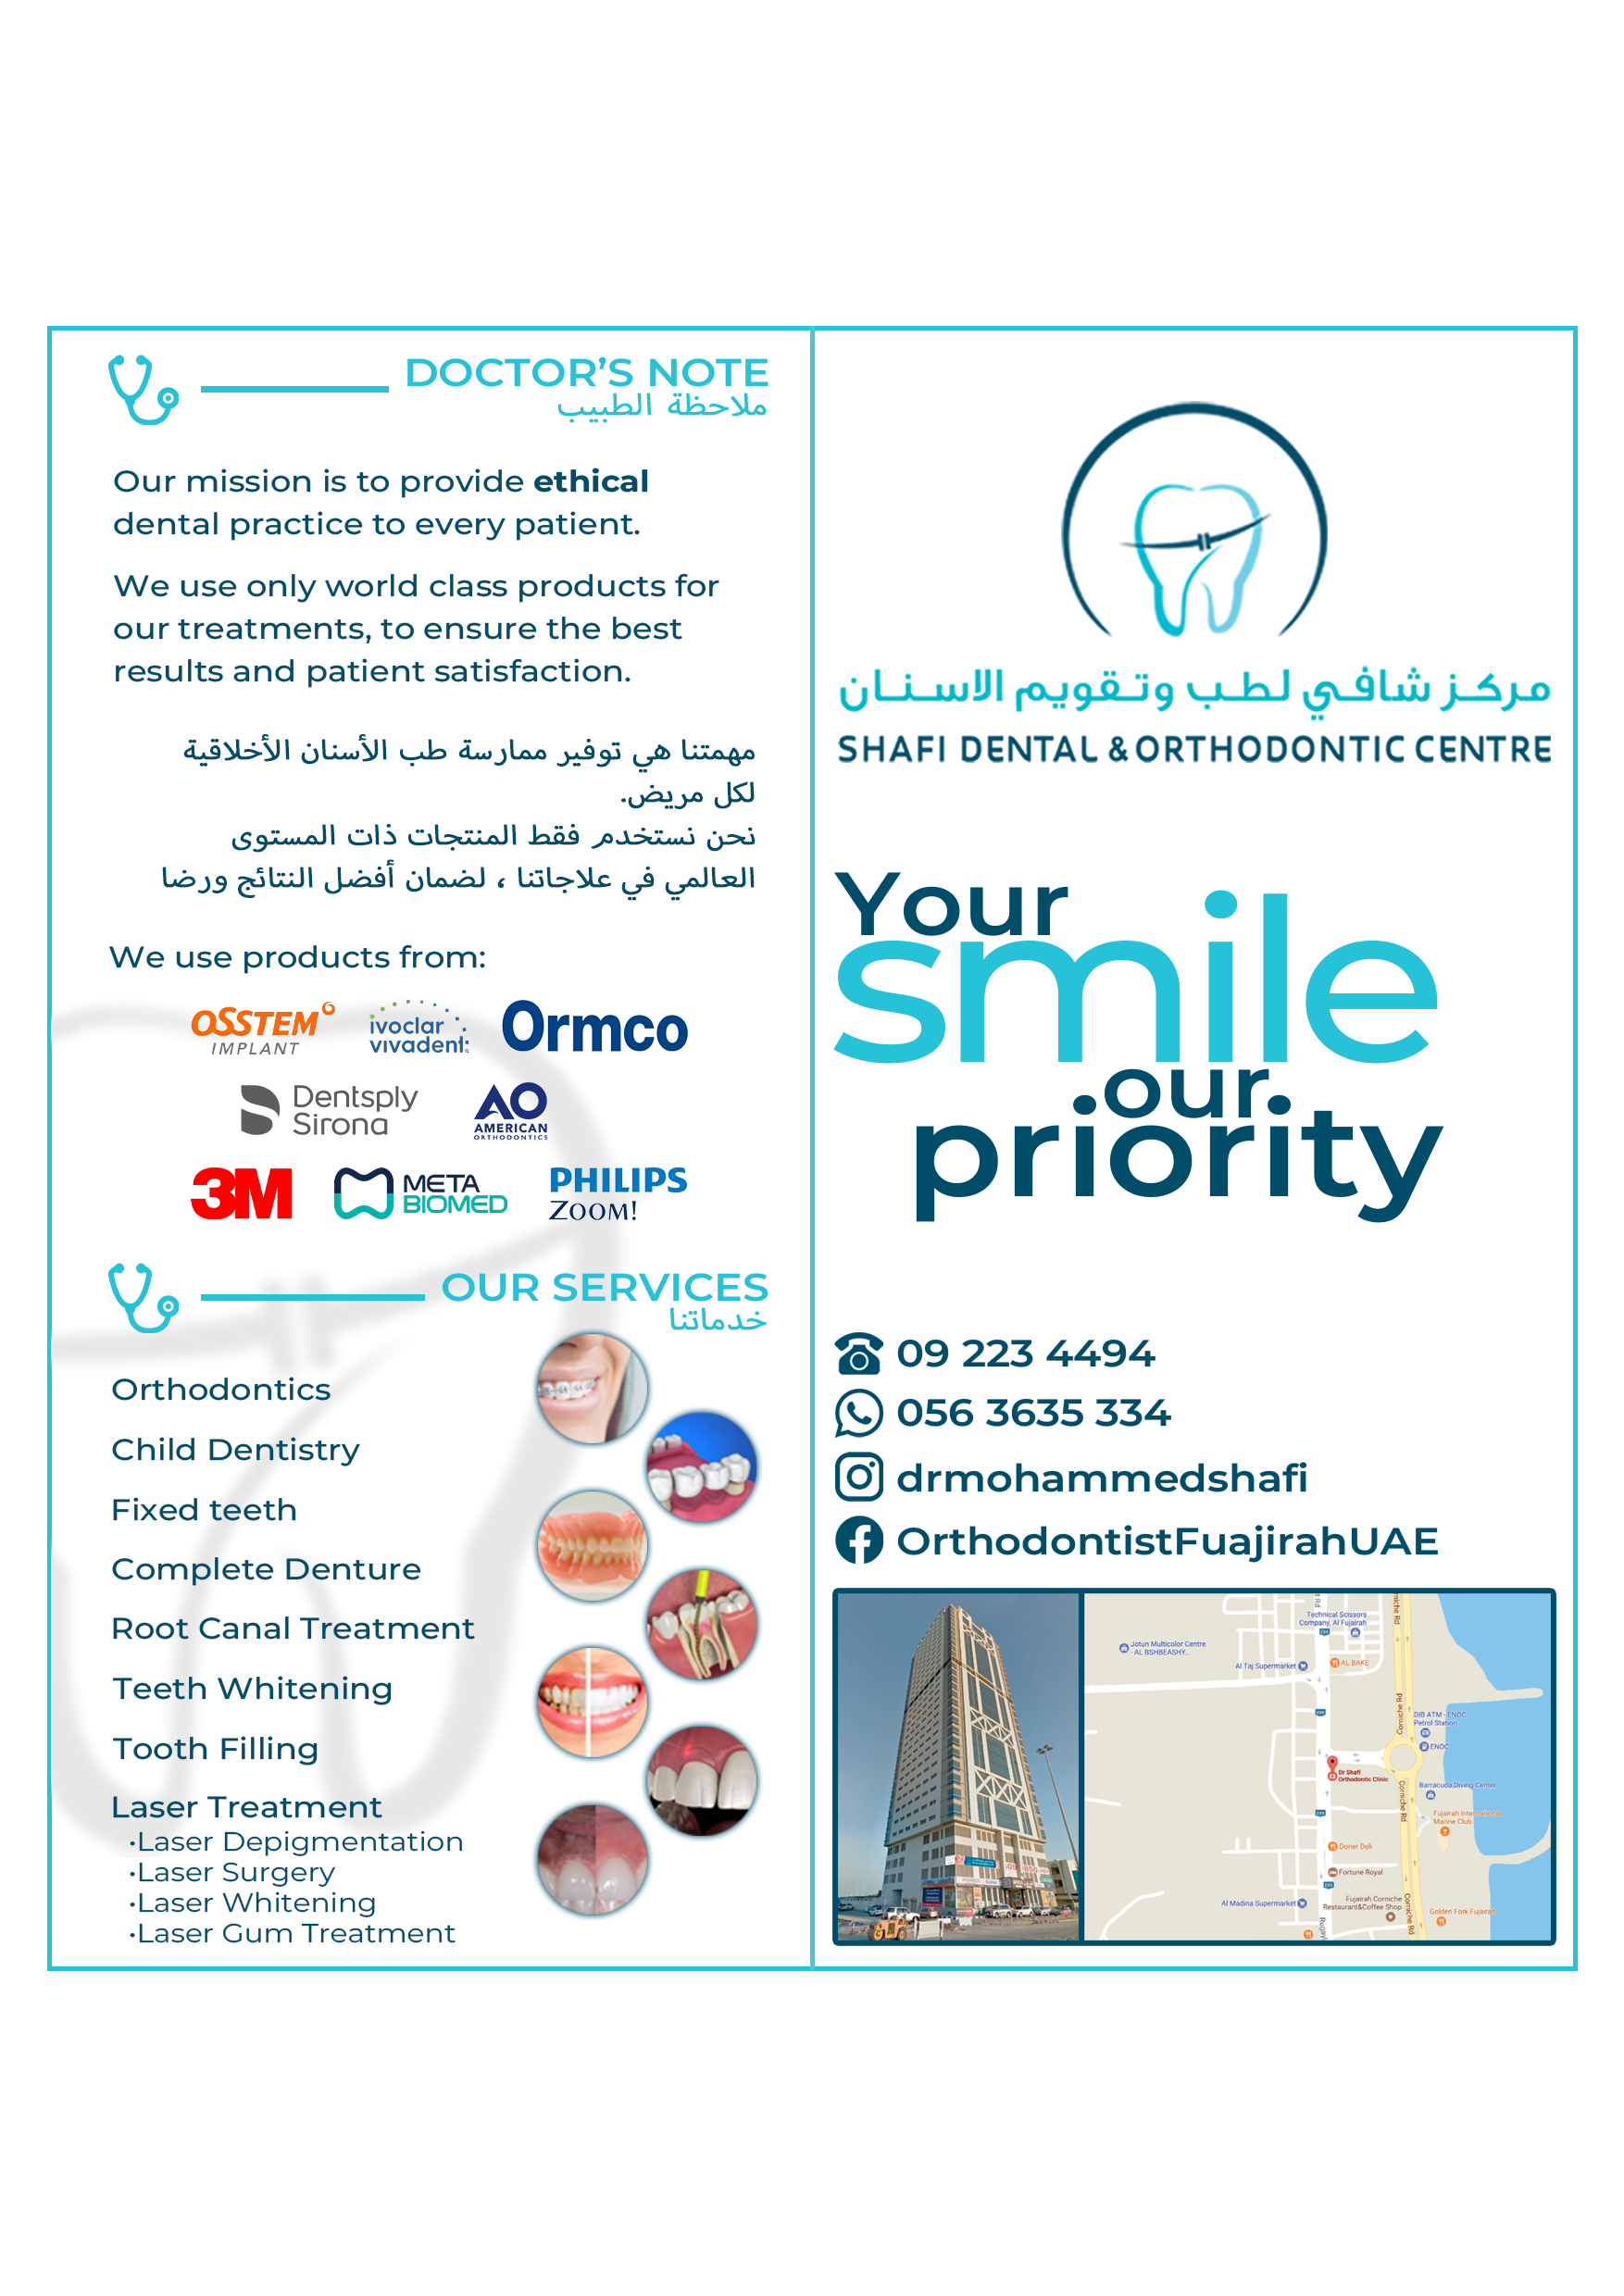 DOCTOR’S NOTE
ملاحظة الطبيب
Our mission is to provide ethical
dental practice to every patient.
We use only world class products for
our treatments, to ensure the best
results and patient satisfaction.
مهمتنا هي توفير ممارسة طب الأسنان الأخلاقية
لكل مريض.
نحن نستخدم فقط المنتجات ذات المستوى
العالمي في علاجاتنا ، لضمان أفضل النتائج ورضا
We use products from:
OSSTEM
IMPLANT
ivoclar
vivadent
Ormco
Dentsply
Sirona
AO
AMERICAN
ORTHODONTICS
3M
META
BIOMED
PHILIPS
ZOOM!
OUR SERVICES
خدماتنا
Orthodontics
Child Dentistry
Fixed teeth
Complete Denture
Root Canal Treatment
Teeth Whitening
Tooth Filling
Laser Treatment
•Laser Depigmentation
•Laser Surgery
•Laser Whitening
•Laser Gum Treatment
مركز شافي لطب وتقويم الاسنان
SHAFI DENTAL & ORTHODONTIC CENTRE
Your
smile
our
priority
09 223 4494
056 3635 334
drmohammedshafi
OrthodontistFuajirahUAE
Technical Scissors
Company, Al Fujairah
Jotun Multicolor Centre
- AL BSHBEASHY...
Al Taj Supermarket
AL BAKE
Corniche Rd
DIB ATM - ENOC
Petrol Station
ENOC
Dr Shafi
Orthodontic Clinic
Barracuda Diving Center
Corniche Rd
Fujairah International
Marine Club
Doner Deli
Fortune Royal
Al Madina Supermarket
Fujairah Corniche
Restaurant&Coffee Shop
Golden Fork Fujairah
Corniche Rd